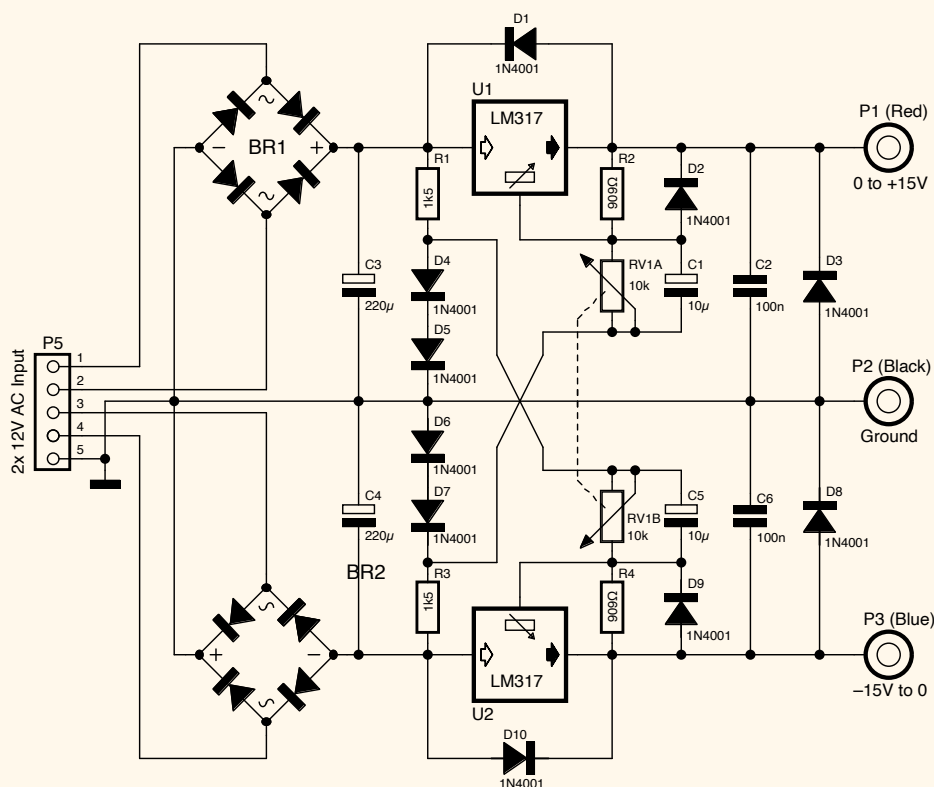 D1
1N4001
U1
LM317
P1 (Red)
0 to +15V
BR1
~
~
–
+
R1
1k5
R2
909Ω
D2
1N4001
C3
220µ
D4
1N4001
D5
1N4001
RV1A
10k
C1
10µ
C2
100n
D3
1N4001
P5
2x 12V AC Input
1
2
3
4
5
P2 (Black)
Ground
D6
1N4001
D7
1N4001
C4
220µ
BR2
RV1B
10k
C5
10µ
C6
100n
D8
1N4001
R3
1k5
R4
909Ω
D9
1N4001
~
~
+
–
LM317
U2
P3 (Blue)
–15V to 0
D10
1N4001